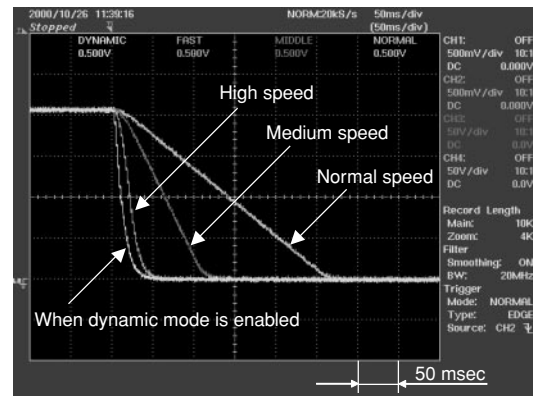 2000/10/26 11:39:16 NORM:20kS/s 50ms/div
Stopped (50ms/div)
DYNAMIC FAST MIDDLE NORMAL
0.500V 0.500V 0.500V 0.500V
High speed
Medium speed
Normal speed
When dynamic mode is enabled
50 msec
CH1: OFF
500mV/div 10:1
DC 0.000V
CH2: OFF
500mV/div 10:1
DC 0.000V
CH3: OFF
50V/div 10:1
DC 0.0V
CH4: OFF
50V/div 10:1
DC 0.0V
Record Length
Main: 10K
Zoom: 4K
Filter
Smoothing: ON
BW: 20MHz
Trigger
Mode: NORMAL
Type: EDGE
Source: CH2